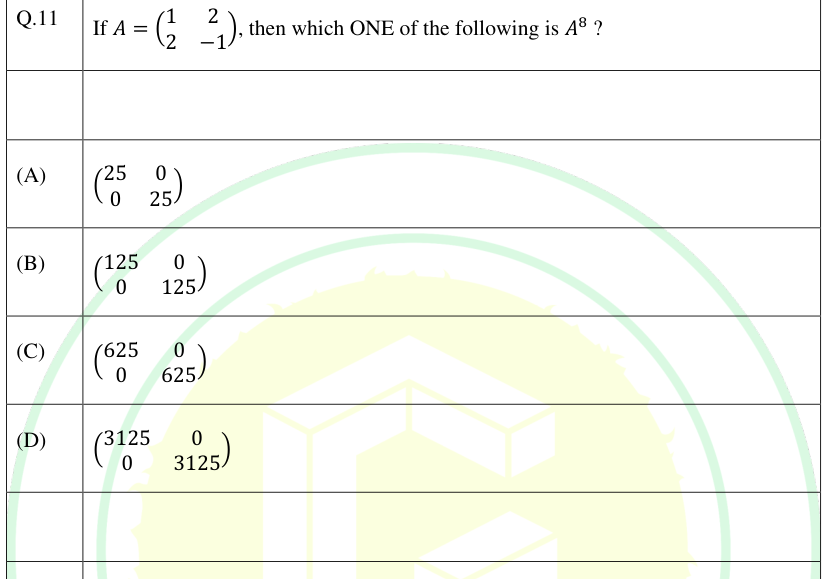 Q.11 If A = (1 2
2 −1), then which ONE of the following is A⁸ ?
(A) (25 0
0 25)
(B) (125 0
0 125)
(C) (625 0
0 625)
(D) (3125 0
0 3125)